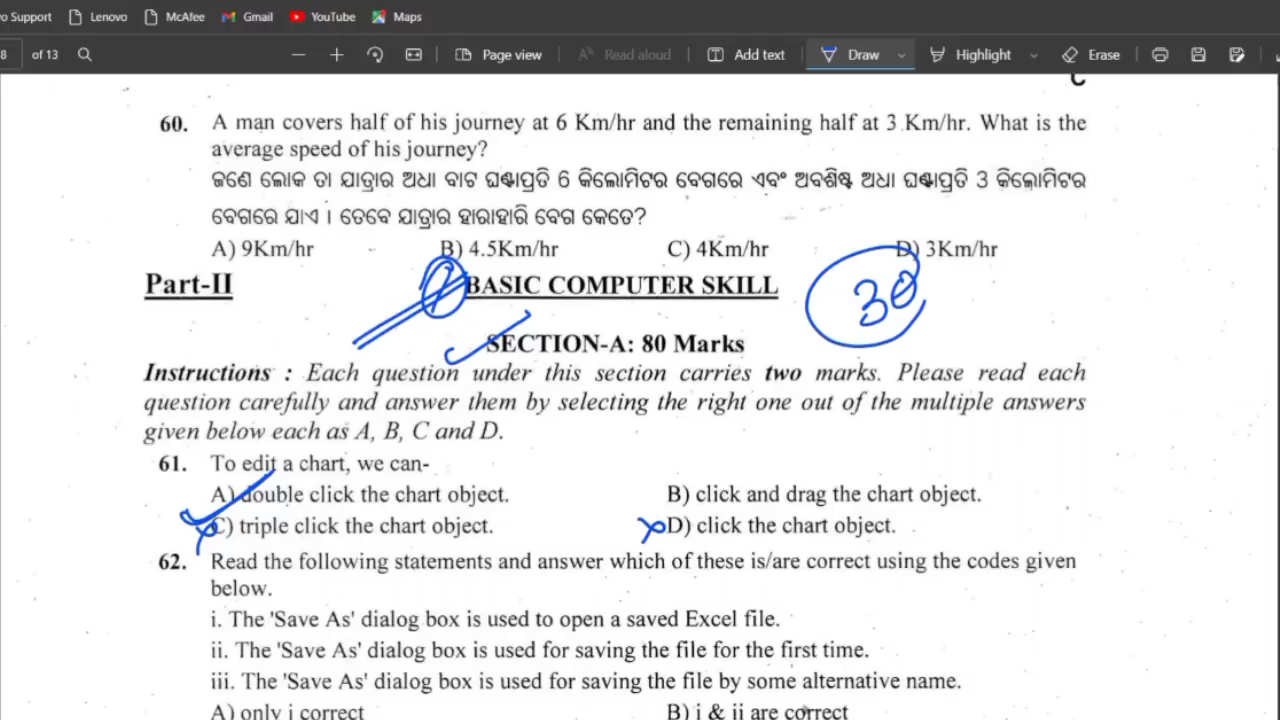 vo Support Lenovo McAfee Gmail YouTube Maps
8 of 13 Page view Read aloud Add text Draw Highlight Erase
C
60. A man covers half of his journey at 6 Km/hr and the remaining half at 3 Km/hr. What is the
average speed of his journey?
ଜଣେ ଲୋକ ତା ଯାତ୍ରାର ଅଧା ବାଟ ଘଣ୍ଟାପ୍ରତି 6 କିଲୋମିଟର ବେଗରେ ଏବଂ ଅବଶିଷ୍ଟ ଅଧା ଘଣ୍ଟାପ୍ରତି 3 କିଲୋମିଟର
ବେଗରେ ଯାଏ । ତେବେ ଯାତ୍ରାର ହାରାହାରି ବେଗ କେତେ?
A) 9Km/hr B) 4.5Km/hr C) 4Km/hr D) 3Km/hr
Part-II BASIC COMPUTER SKILL 30
SECTION-A: 80 Marks
Instructions : Each question under this section carries two marks. Please read each
question carefully and answer them by selecting the right one out of the multiple answers
given below each as A, B, C and D.
61. To edit a chart, we can-
A) double click the chart object. B) click and drag the chart object.
C) triple click the chart object. D) click the chart object.
62. Read the following statements and answer which of these is/are correct using the codes given
below.
i. The 'Save As' dialog box is used to open a saved Excel file.
ii. The 'Save As' dialog box is used for saving the file for the first time.
iii. The 'Save As' dialog box is used for saving the file by some alternative name.
A) only i correct B) i & ii are correct